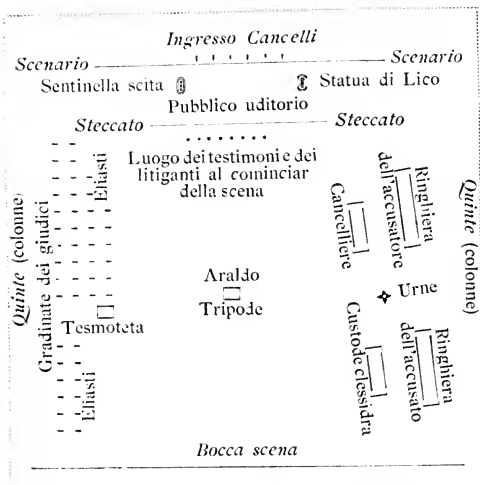 Ingresso Cancelli
Scenario Scenario
Sentinella scita Statua di Lico
Pubblico uditorio
Steccato Steccato
Luogo dei testimoni e dei
litiganti al cominciar
della scena
Eliasti
Gradinate dei giudici
Quinte (colonne)
Cancelliere
Ringhiera
dell'accusatore
Quinte (colonne)
Araldo
Tripode
Urne
Tesmoteta
Eliasti
Custode
clessidra
Ringhiera
dell'accusato
Bocca scena